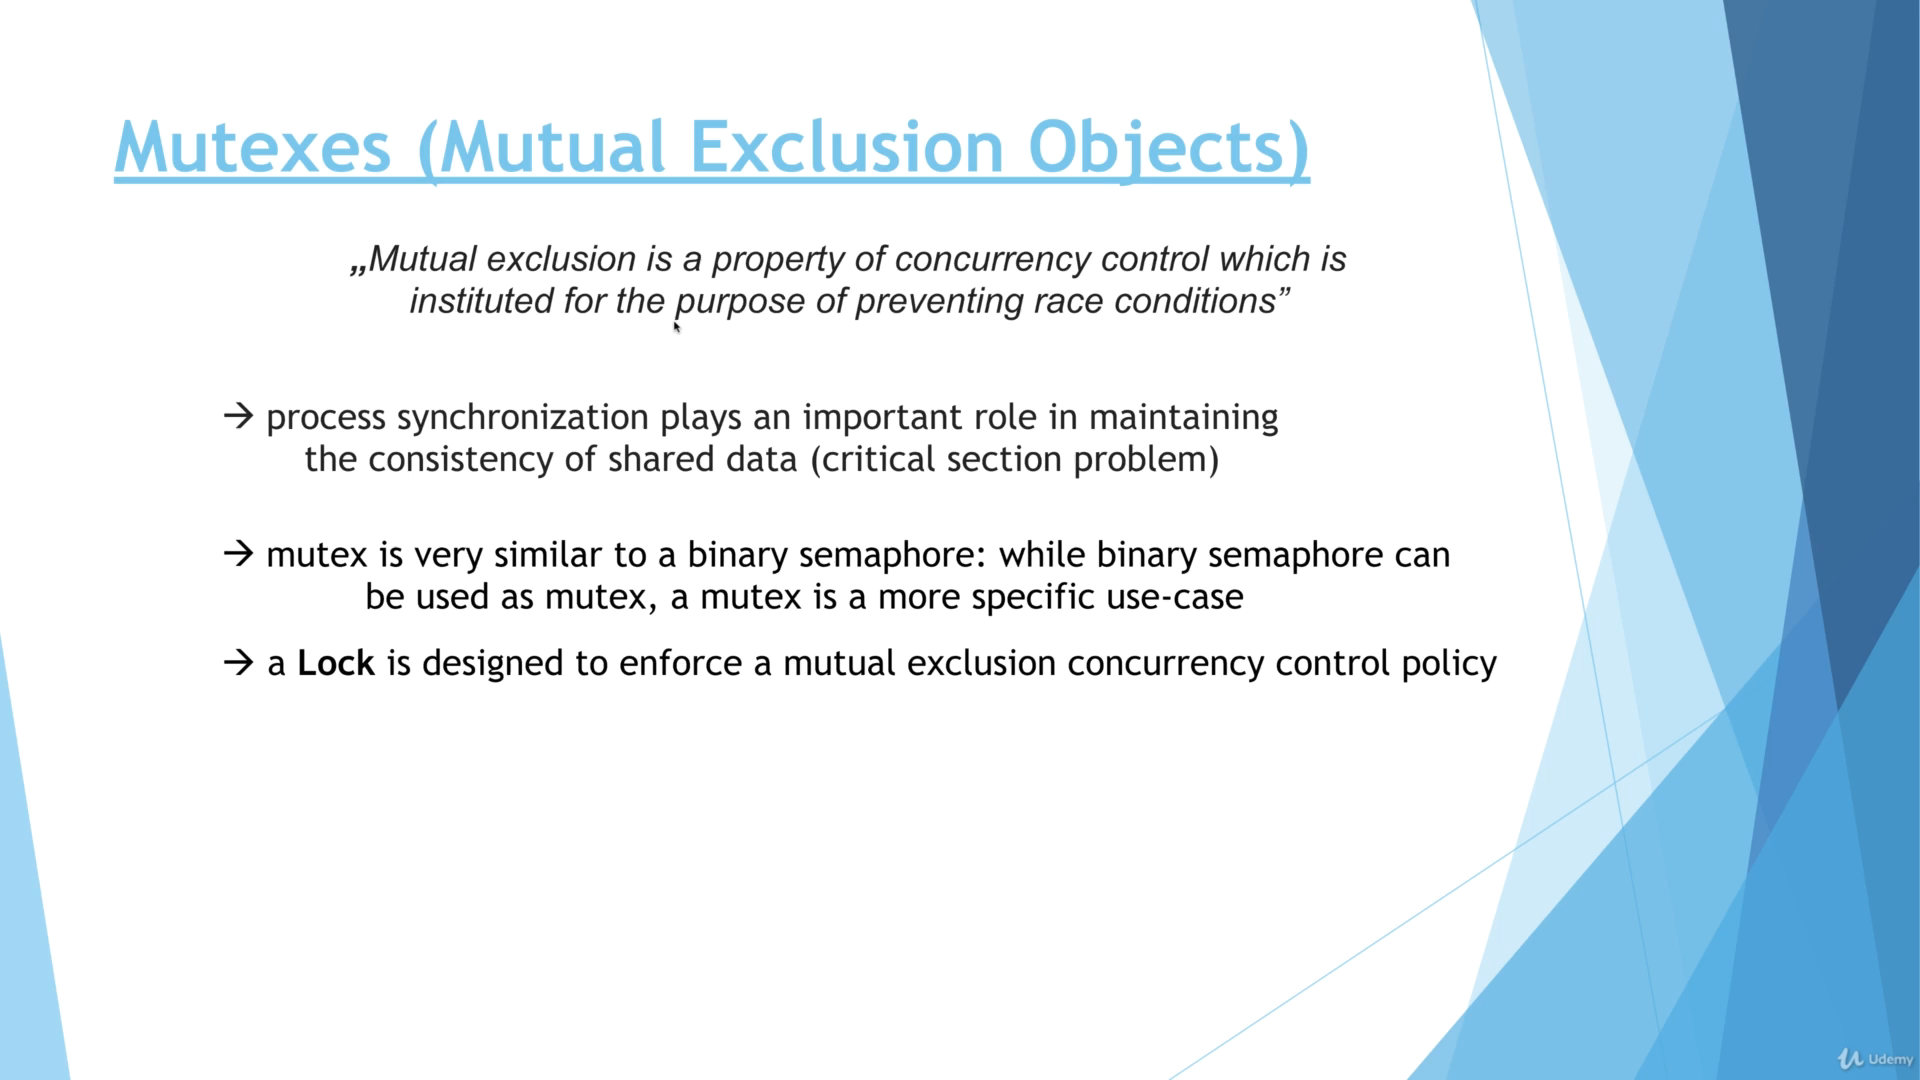 Mutexes (Mutual Exclusion Objects)
„Mutual exclusion is a property of concurrency control which is
instituted for the purpose of preventing race conditions”
→ process synchronization plays an important role in maintaining
the consistency of shared data (critical section problem)
→ mutex is very similar to a binary semaphore: while binary semaphore can
be used as mutex, a mutex is a more specific use-case
→ a Lock is designed to enforce a mutual exclusion concurrency control policy
Udemy